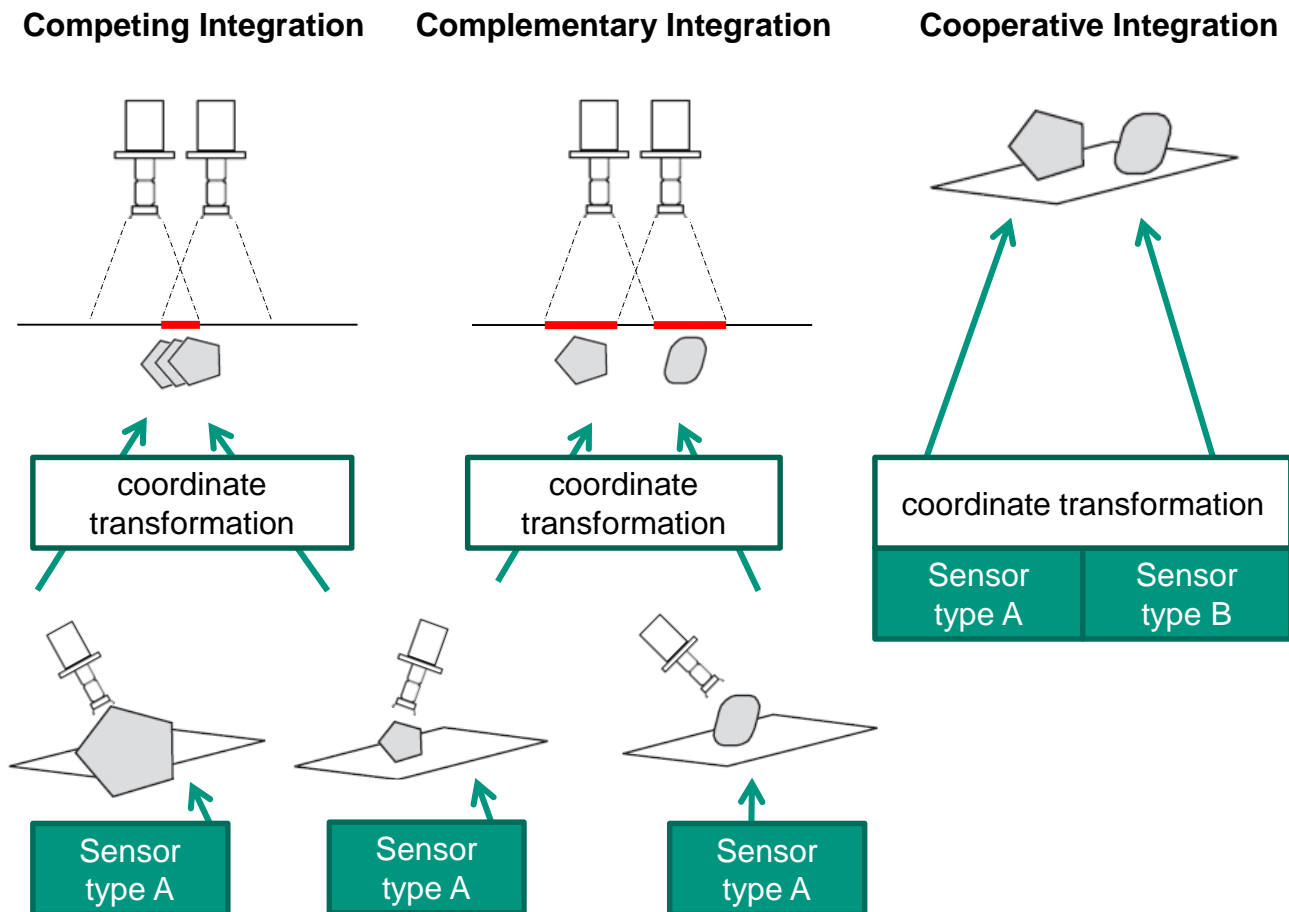 Competing Integration
Complementary Integration
Cooperative Integration
coordinate
transformation
coordinate
transformation
coordinate transformation
Sensor
type A
Sensor
type B
Sensor
type A
Sensor
type A
Sensor
type A